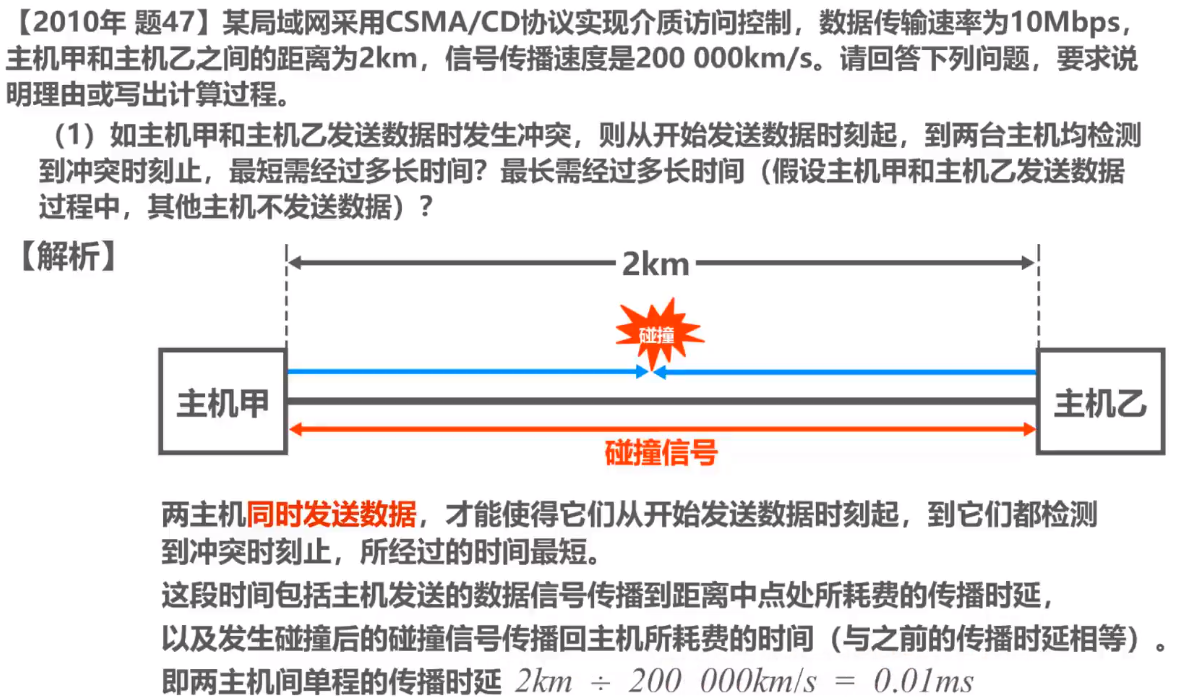 【2010年 题47】某局域网采用CSMA/CD协议实现介质访问控制，数据传输速率为10Mbps，
主机甲和主机乙之间的距离为2km，信号传播速度是200 000km/s。请回答下列问题，要求说
明理由或写出计算过程。
（1）如主机甲和主机乙发送数据时发生冲突，则从开始发送数据时刻起，到两台主机均检测
到冲突时刻止，最短需经过多长时间？最长需经过多长时间（假设主机甲和主机乙发送数据
过程中，其他主机不发送数据）？
【解析】
2km
碰撞
主机甲
主机乙
碰撞信号
两主机同时发送数据，才能使得它们从开始发送数据时刻起，到它们都检测
到冲突时刻止，所经过的时间最短。
这段时间包括主机发送的数据信号传播到距离中点处所耗费的传播时延，
以及发生碰撞后的碰撞信号传播回主机所耗费的时间（与之前的传播时延相等）。
即两主机间单程的传播时延 2km ÷ 200 000km/s = 0.01ms